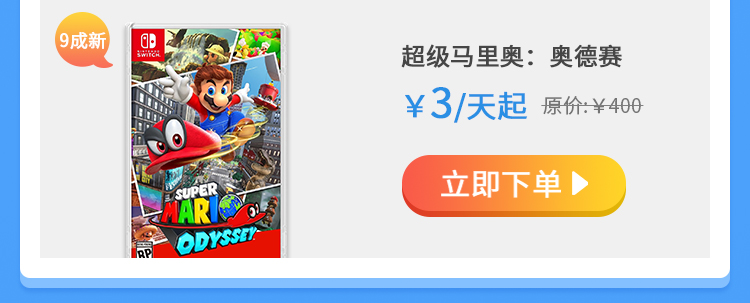 9成新
NINTENDO
SWITCH
SUPER
MARIO
ODYSSEY
RP
超级马里奥：奥德赛
￥3/天起 原价:￥400
立即下单